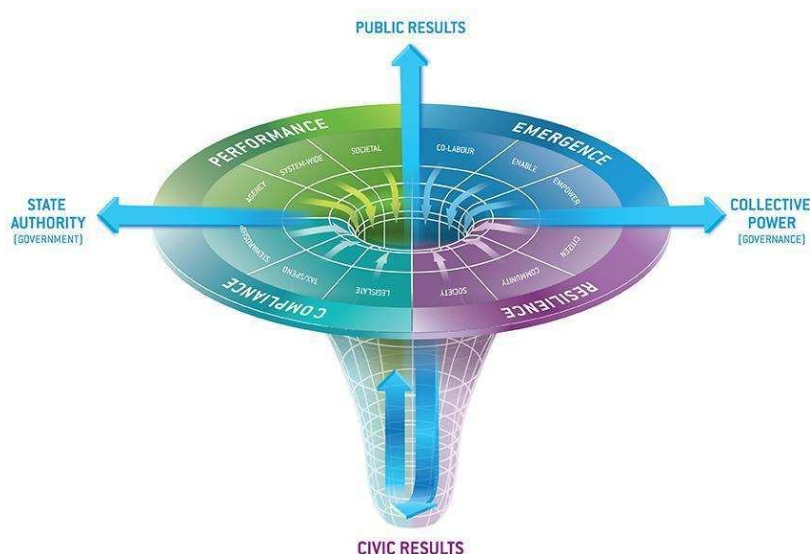 PUBLIC RESULTS
PERFORMANCE
EMERGENCE
SOCIETAL
CO-LABOUR
SYSTEM-WIDE
ENABLE
AGENCY
EMPOWER
STATE
AUTHORITY
(GOVERNMENT)
COLLECTIVE
POWER
(GOVERNANCE)
STEWARDSHIP
CITIZEN
TAX/SPEND
COMMUNITY
LEGISLATE
SOCIETY
COMPLIANCE
RESILIENCE
CIVIC RESULTS